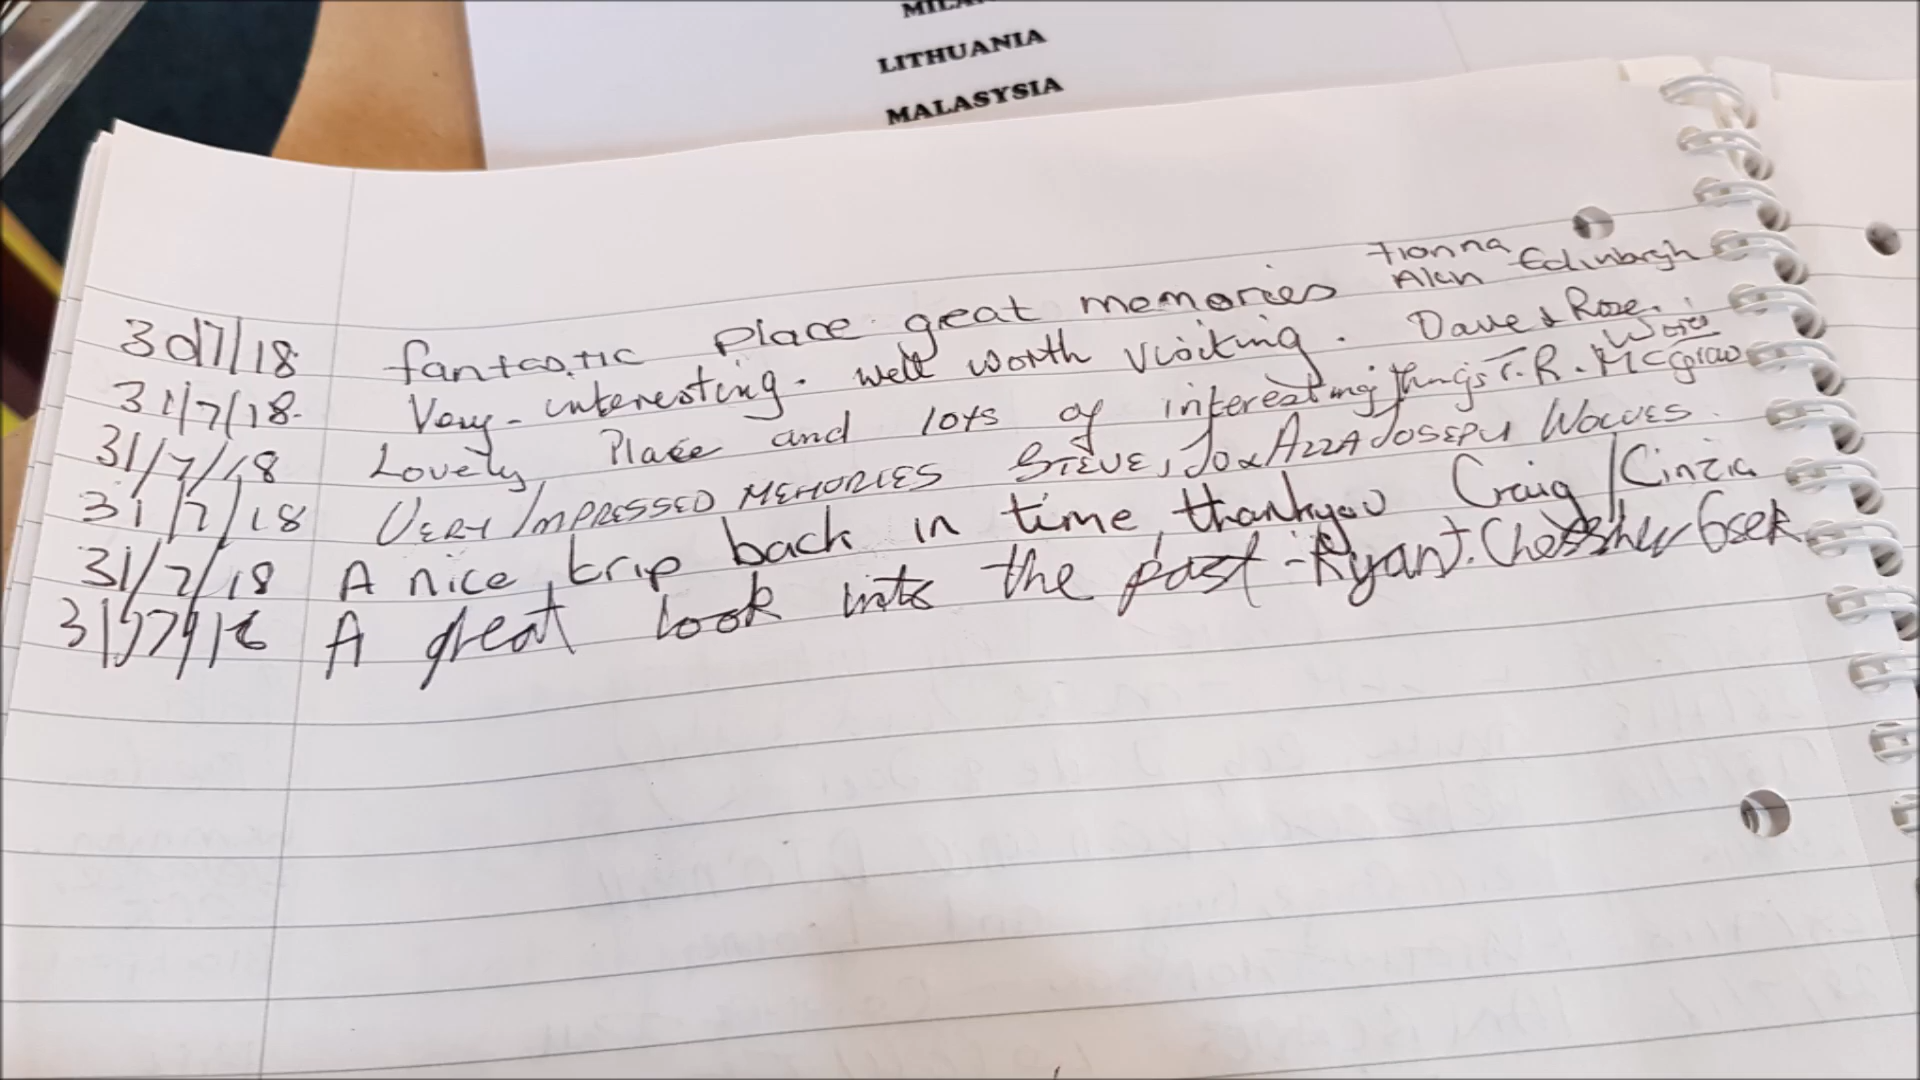 LITHUANIA
MALASYSIA
Fionna
30/7/18 fantastic place great memories Alan Edinbargh
31/7/18. Very interesting. Well worth visiting. Dave & Rose. Worcs
31/7/18 Lovely Place and lots of interesting things T.R. McGraw
31/7/18 VERY IMPRESSED MEMORIES STEVE, JO & AZZA JOSEPH WOLVES.
31/7/18 A nice trip back in time, thankyou Craig/Cinzia
31/7/18 A great look into the past - Ryan J.